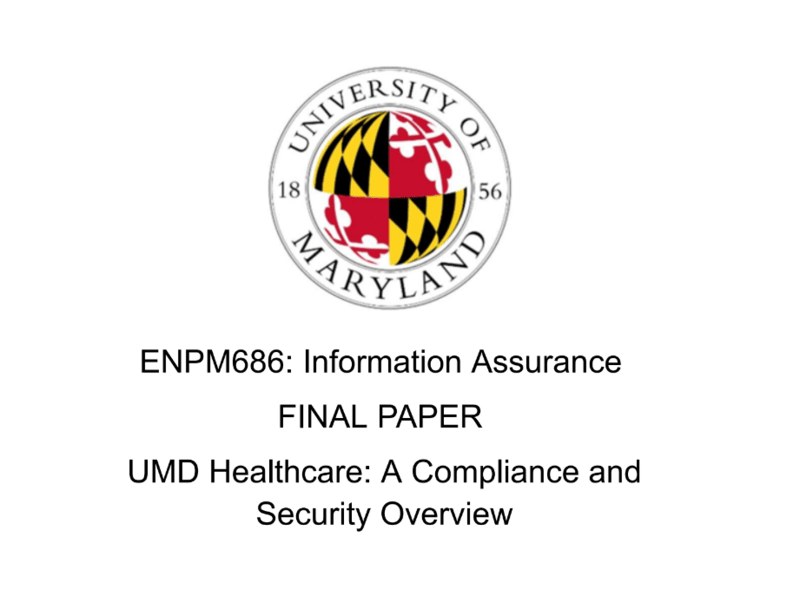 UNIVERSITY OF
18 56
MARYLAND
ENPM686: Information Assurance
FINAL PAPER
UMD Healthcare: A Compliance and
Security Overview